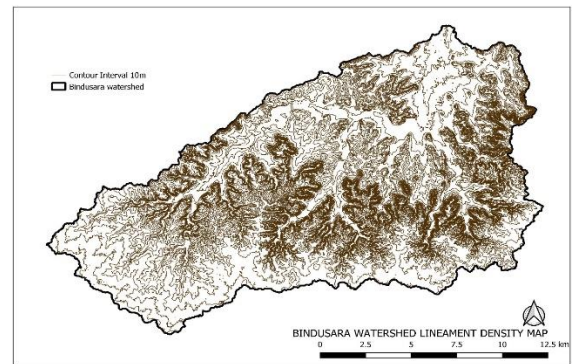 Contour Interval 10m
Bindusara watershed
BINDUSARA WATERSHED LINEAMENT DENSITY MAP
0 2.5 5 7.5 10 12.5 km